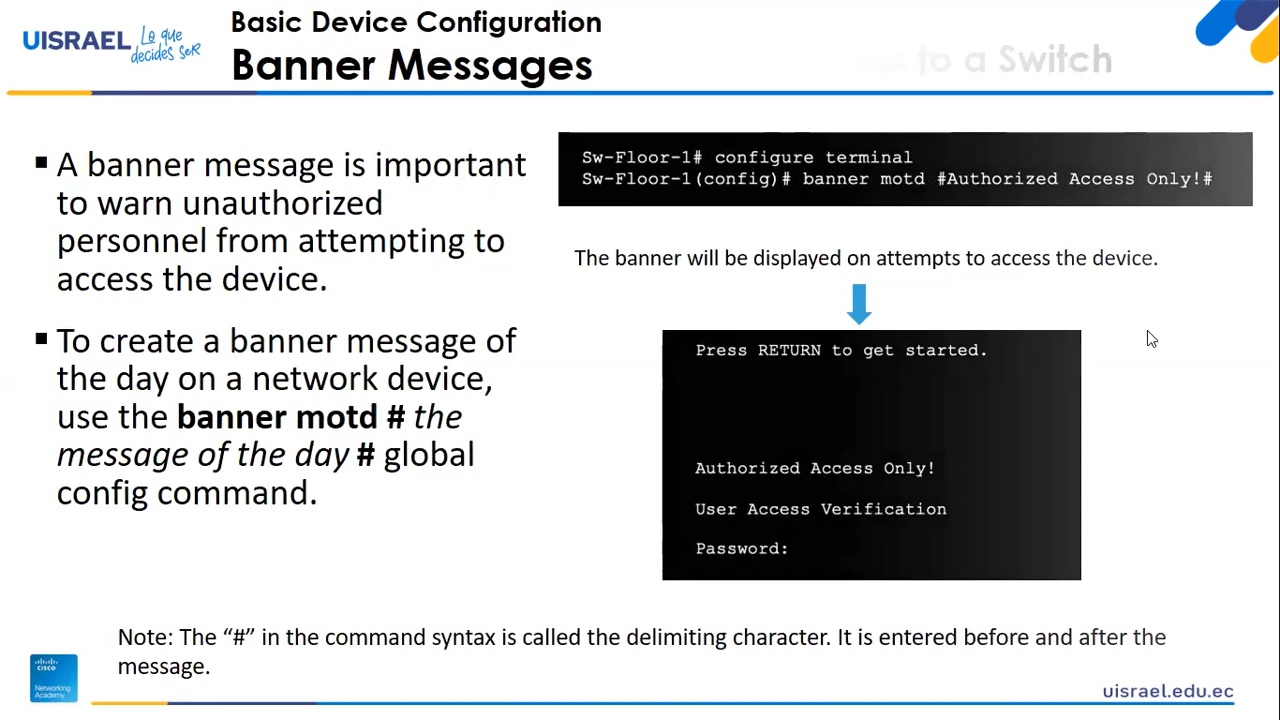 UISRAEL Lo que
decides seR
Basic Device Configuration
Banner Messages
to a Switch
▪ A banner message is important
to warn unauthorized
personnel from attempting to
access the device.
▪ To create a banner message of
the day on a network device,
use the banner motd # the
message of the day # global
config command.
Sw-Floor-1# configure terminal
Sw-Floor-1(config)# banner motd #Authorized Access Only!#
The banner will be displayed on attempts to access the device.
Press RETURN to get started.
Authorized Access Only!
User Access Verification
Password:
Note: The “#” in the command syntax is called the delimiting character. It is entered before and after the
message.
cisco
Networking
Academy
uisrael.edu.ec